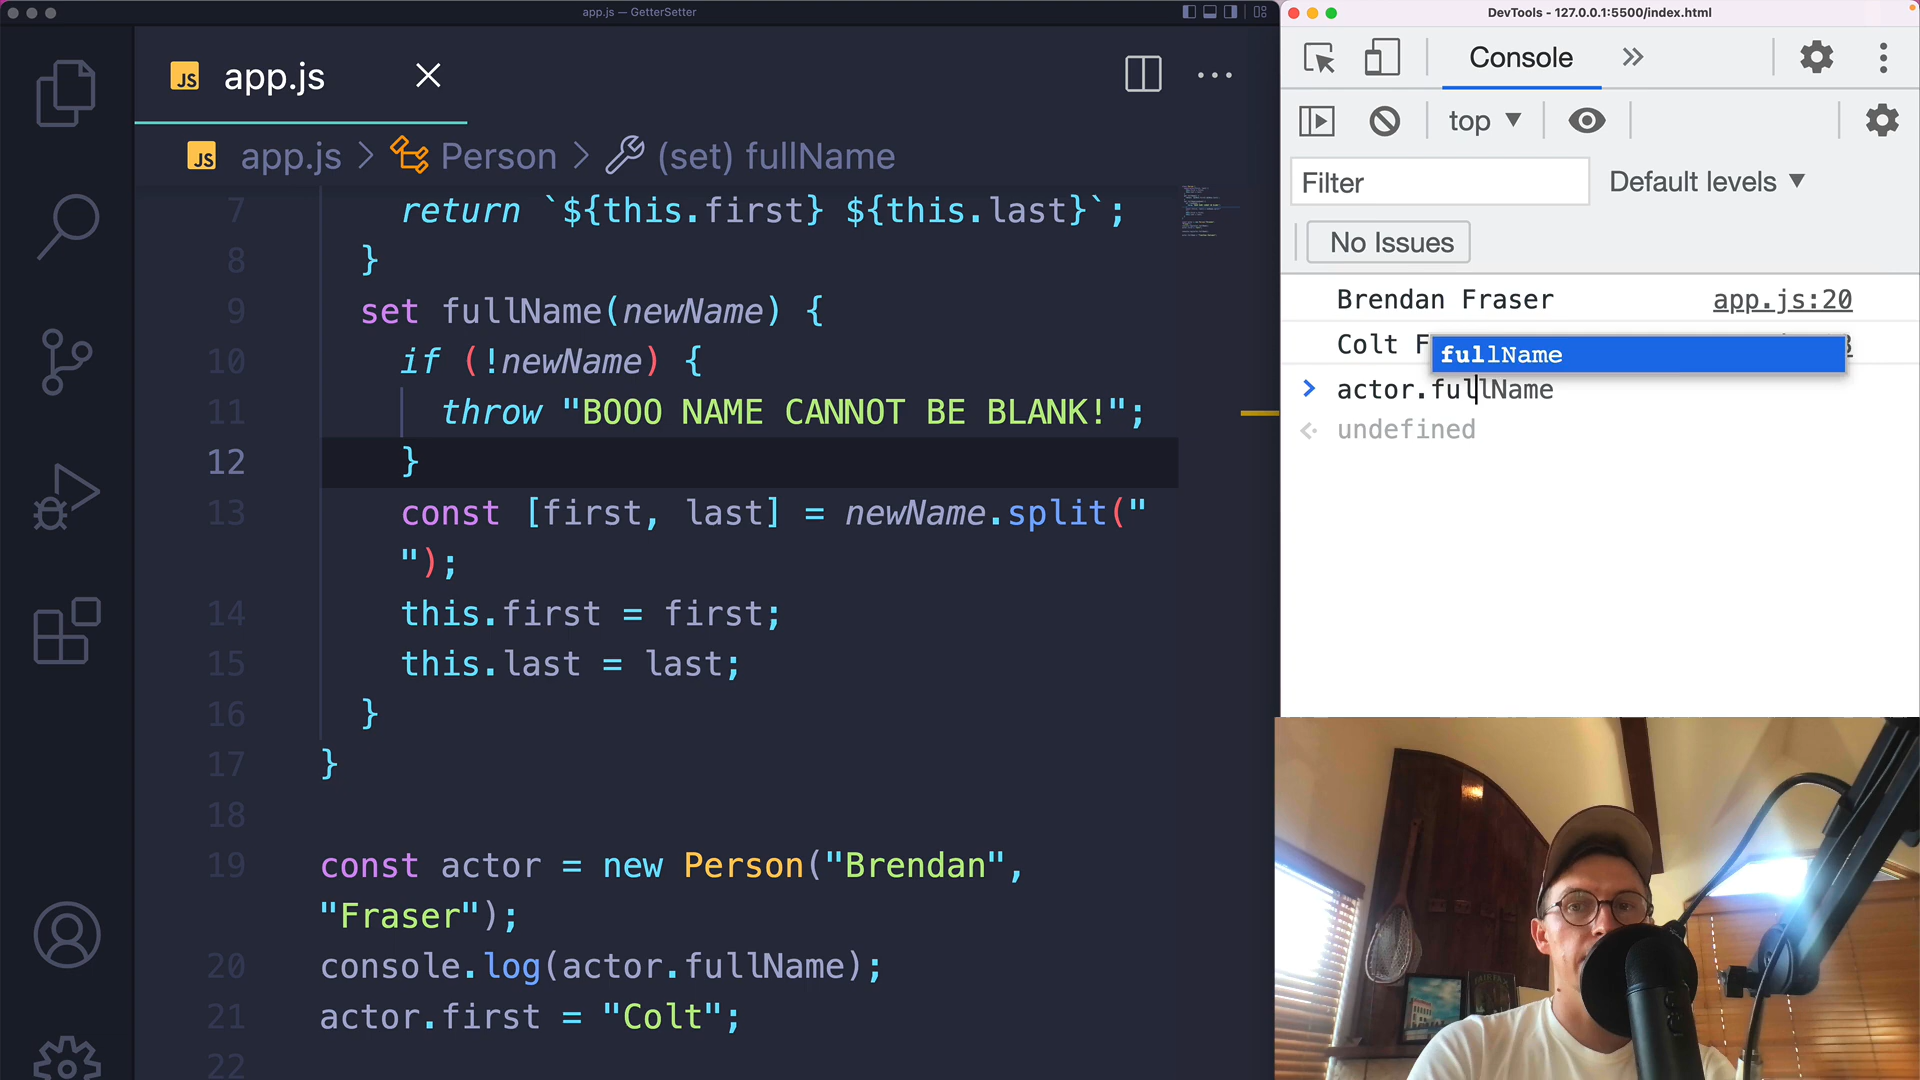 app.js — GetterSetter
JS app.js
JS app.js > Person > (set) fullName
7 return `${this.first} ${this.last}`;
8 }
9 set fullName(newName) {
10 if (!newName) {
11 throw "BOOO NAME CANNOT BE BLANK!";
12 }
13 const [first, last] = newName.split("
");
14 this.first = first;
15 this.last = last;
16 }
17 }
18
19 const actor = new Person("Brendan",
"Fraser");
20 console.log(actor.fullName);
21 actor.first = "Colt";
22
DevTools - 127.0.0.1:5500/index.html
Console
top
Filter Default levels
No Issues
Brendan Fraser app.js:20
Colt F
fullName
> actor.fullName
undefined